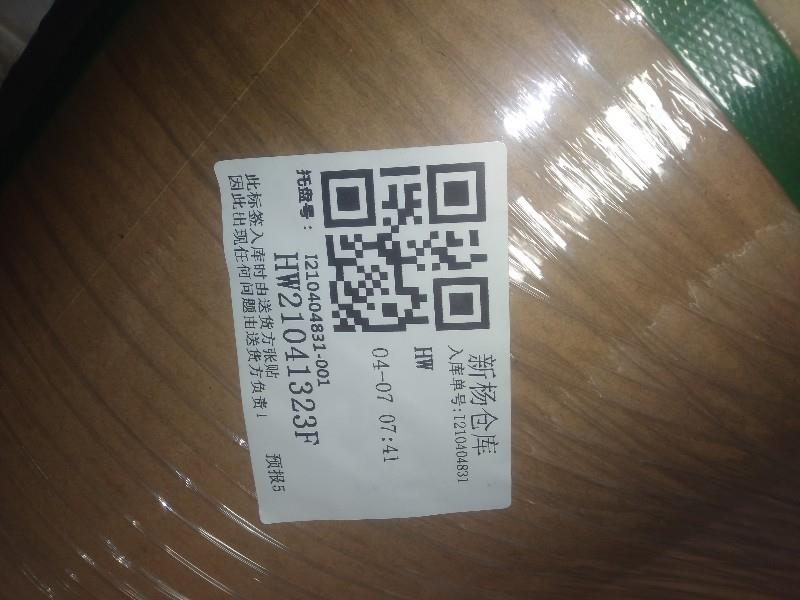 新杨仓库
入库单号:I210404831
HW
04-07 07:41
托盘号： I210404831-001
HW21041323F
此标签入库时由送货方张贴
因此出现任何问题由送货方负责！
预报5